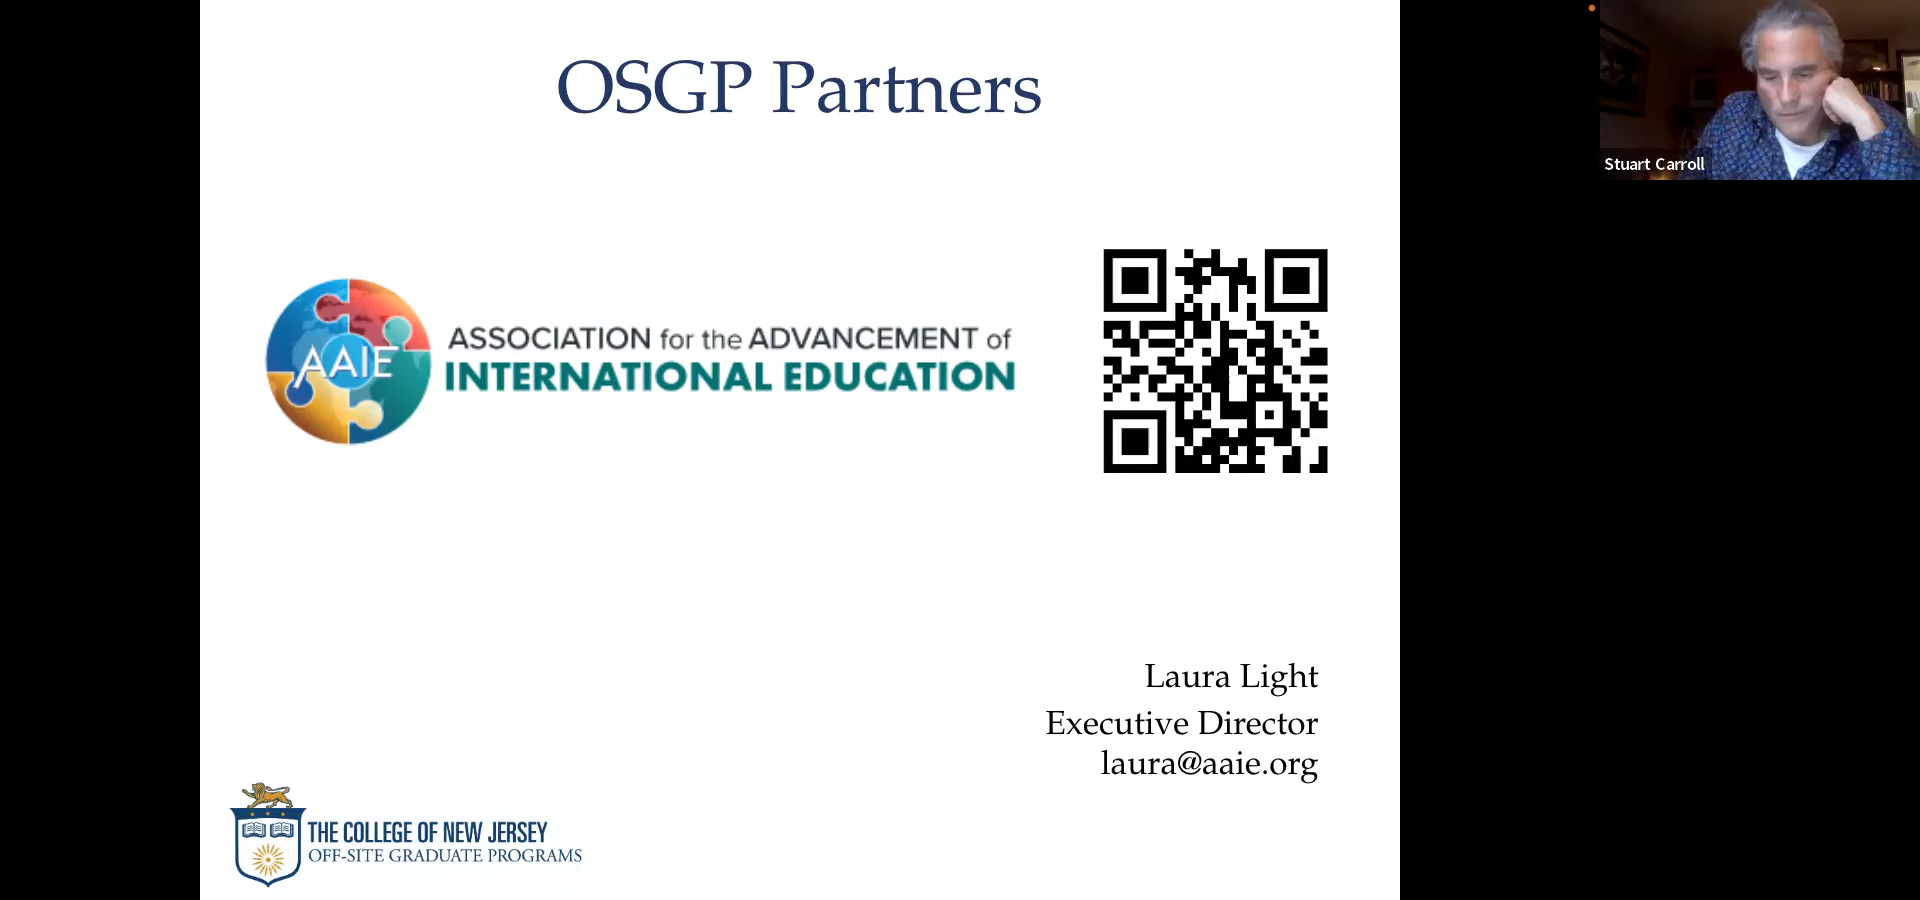 OSGP Partners
Stuart Carroll
AAIE
ASSOCIATION for the ADVANCEMENT of
INTERNATIONAL EDUCATION
Laura Light
Executive Director
laura@aaie.org
THE COLLEGE OF NEW JERSEY
OFF-SITE GRADUATE PROGRAMS